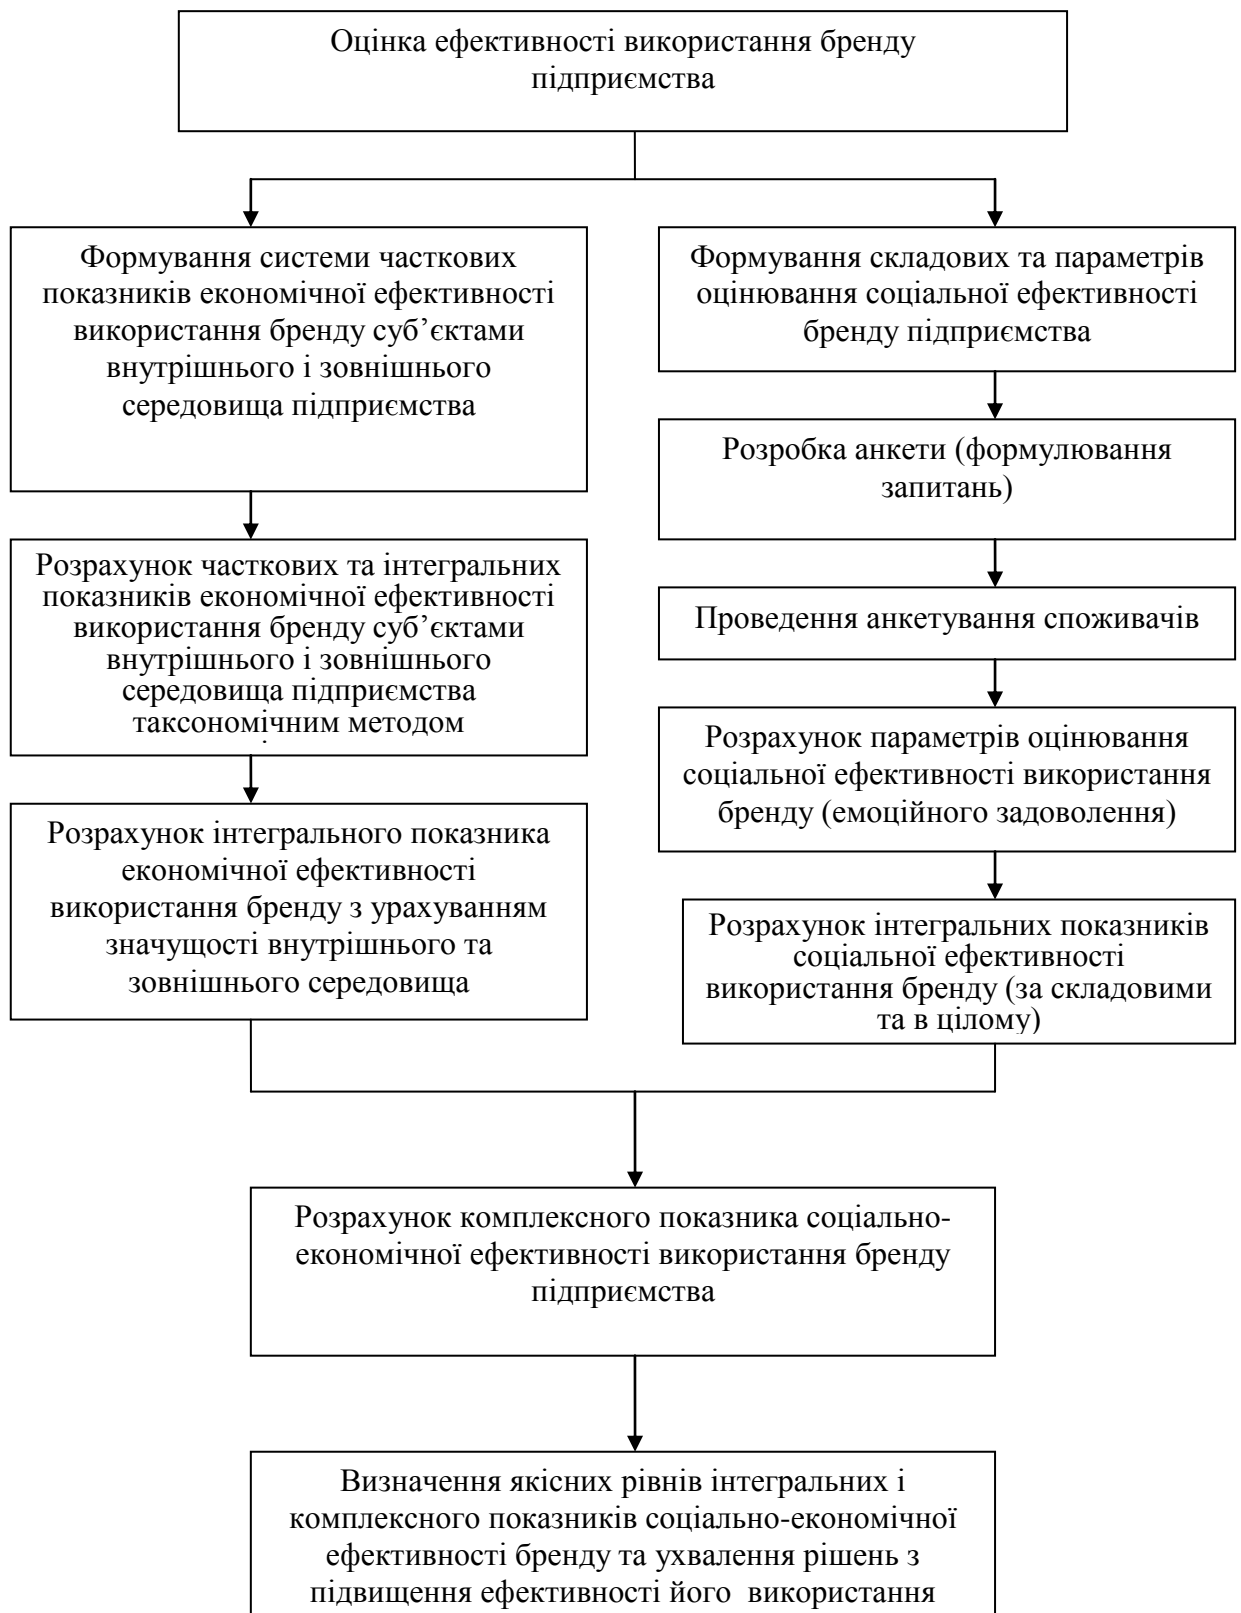 Оцінка ефективності використання бренду
підприємства
Формування системи часткових
показників економічної ефективності
використання бренду суб’єктами
внутрішнього і зовнішнього
середовища підприємства
Розрахунок часткових та інтегральних
показників економічної ефективності
використання бренду суб’єктами
внутрішнього і зовнішнього
середовища підприємства
таксономічним методом
Розрахунок інтегрального показника
економічної ефективності
використання бренду з урахуванням
значущості внутрішнього та
зовнішнього середовища
Формування складових та параметрів
оцінювання соціальної ефективності
бренду підприємства
Розробка анкети (формулювання
запитань)
Проведення анкетування споживачів
Розрахунок параметрів оцінювання
соціальної ефективності використання
бренду (емоційного задоволення)
Розрахунок інтегральних показників
соціальної ефективності
використання бренду (за складовими
та в цілому)
Розрахунок комплексного показника соціально-
економічної ефективності використання бренду
підприємства
Визначення якісних рівнів інтегральних і
комплексного показників соціально-економічної
ефективності бренду та ухвалення рішень з
підвищення ефективності його використання